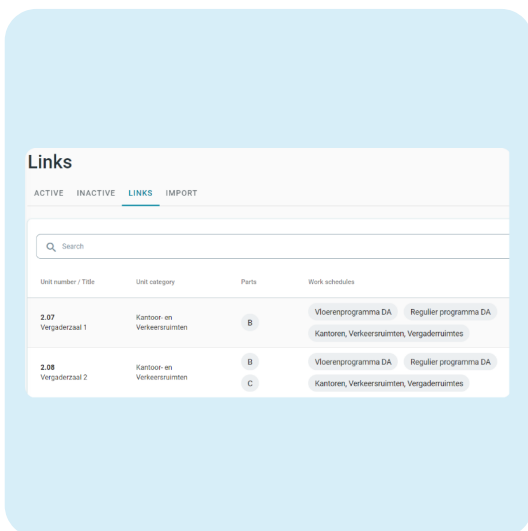 Links
ACTIVE INACTIVE LINKS IMPORT
Search
Unit number / Title Unit category Parts Work schedules
2.07
Vergaderzaal 1
Kantoor- en
Verkeersruimten
B
Vloerenprogramma DA Regulier programma DA
Kantoren, Verkeersruimten, Vergaderruimtes
2.08
Vergaderzaal 2
Kantoor- en
Verkeersruimten
B
C
Vloerenprogramma DA Regulier programma DA
Kantoren, Verkeersruimten, Vergaderruimtes